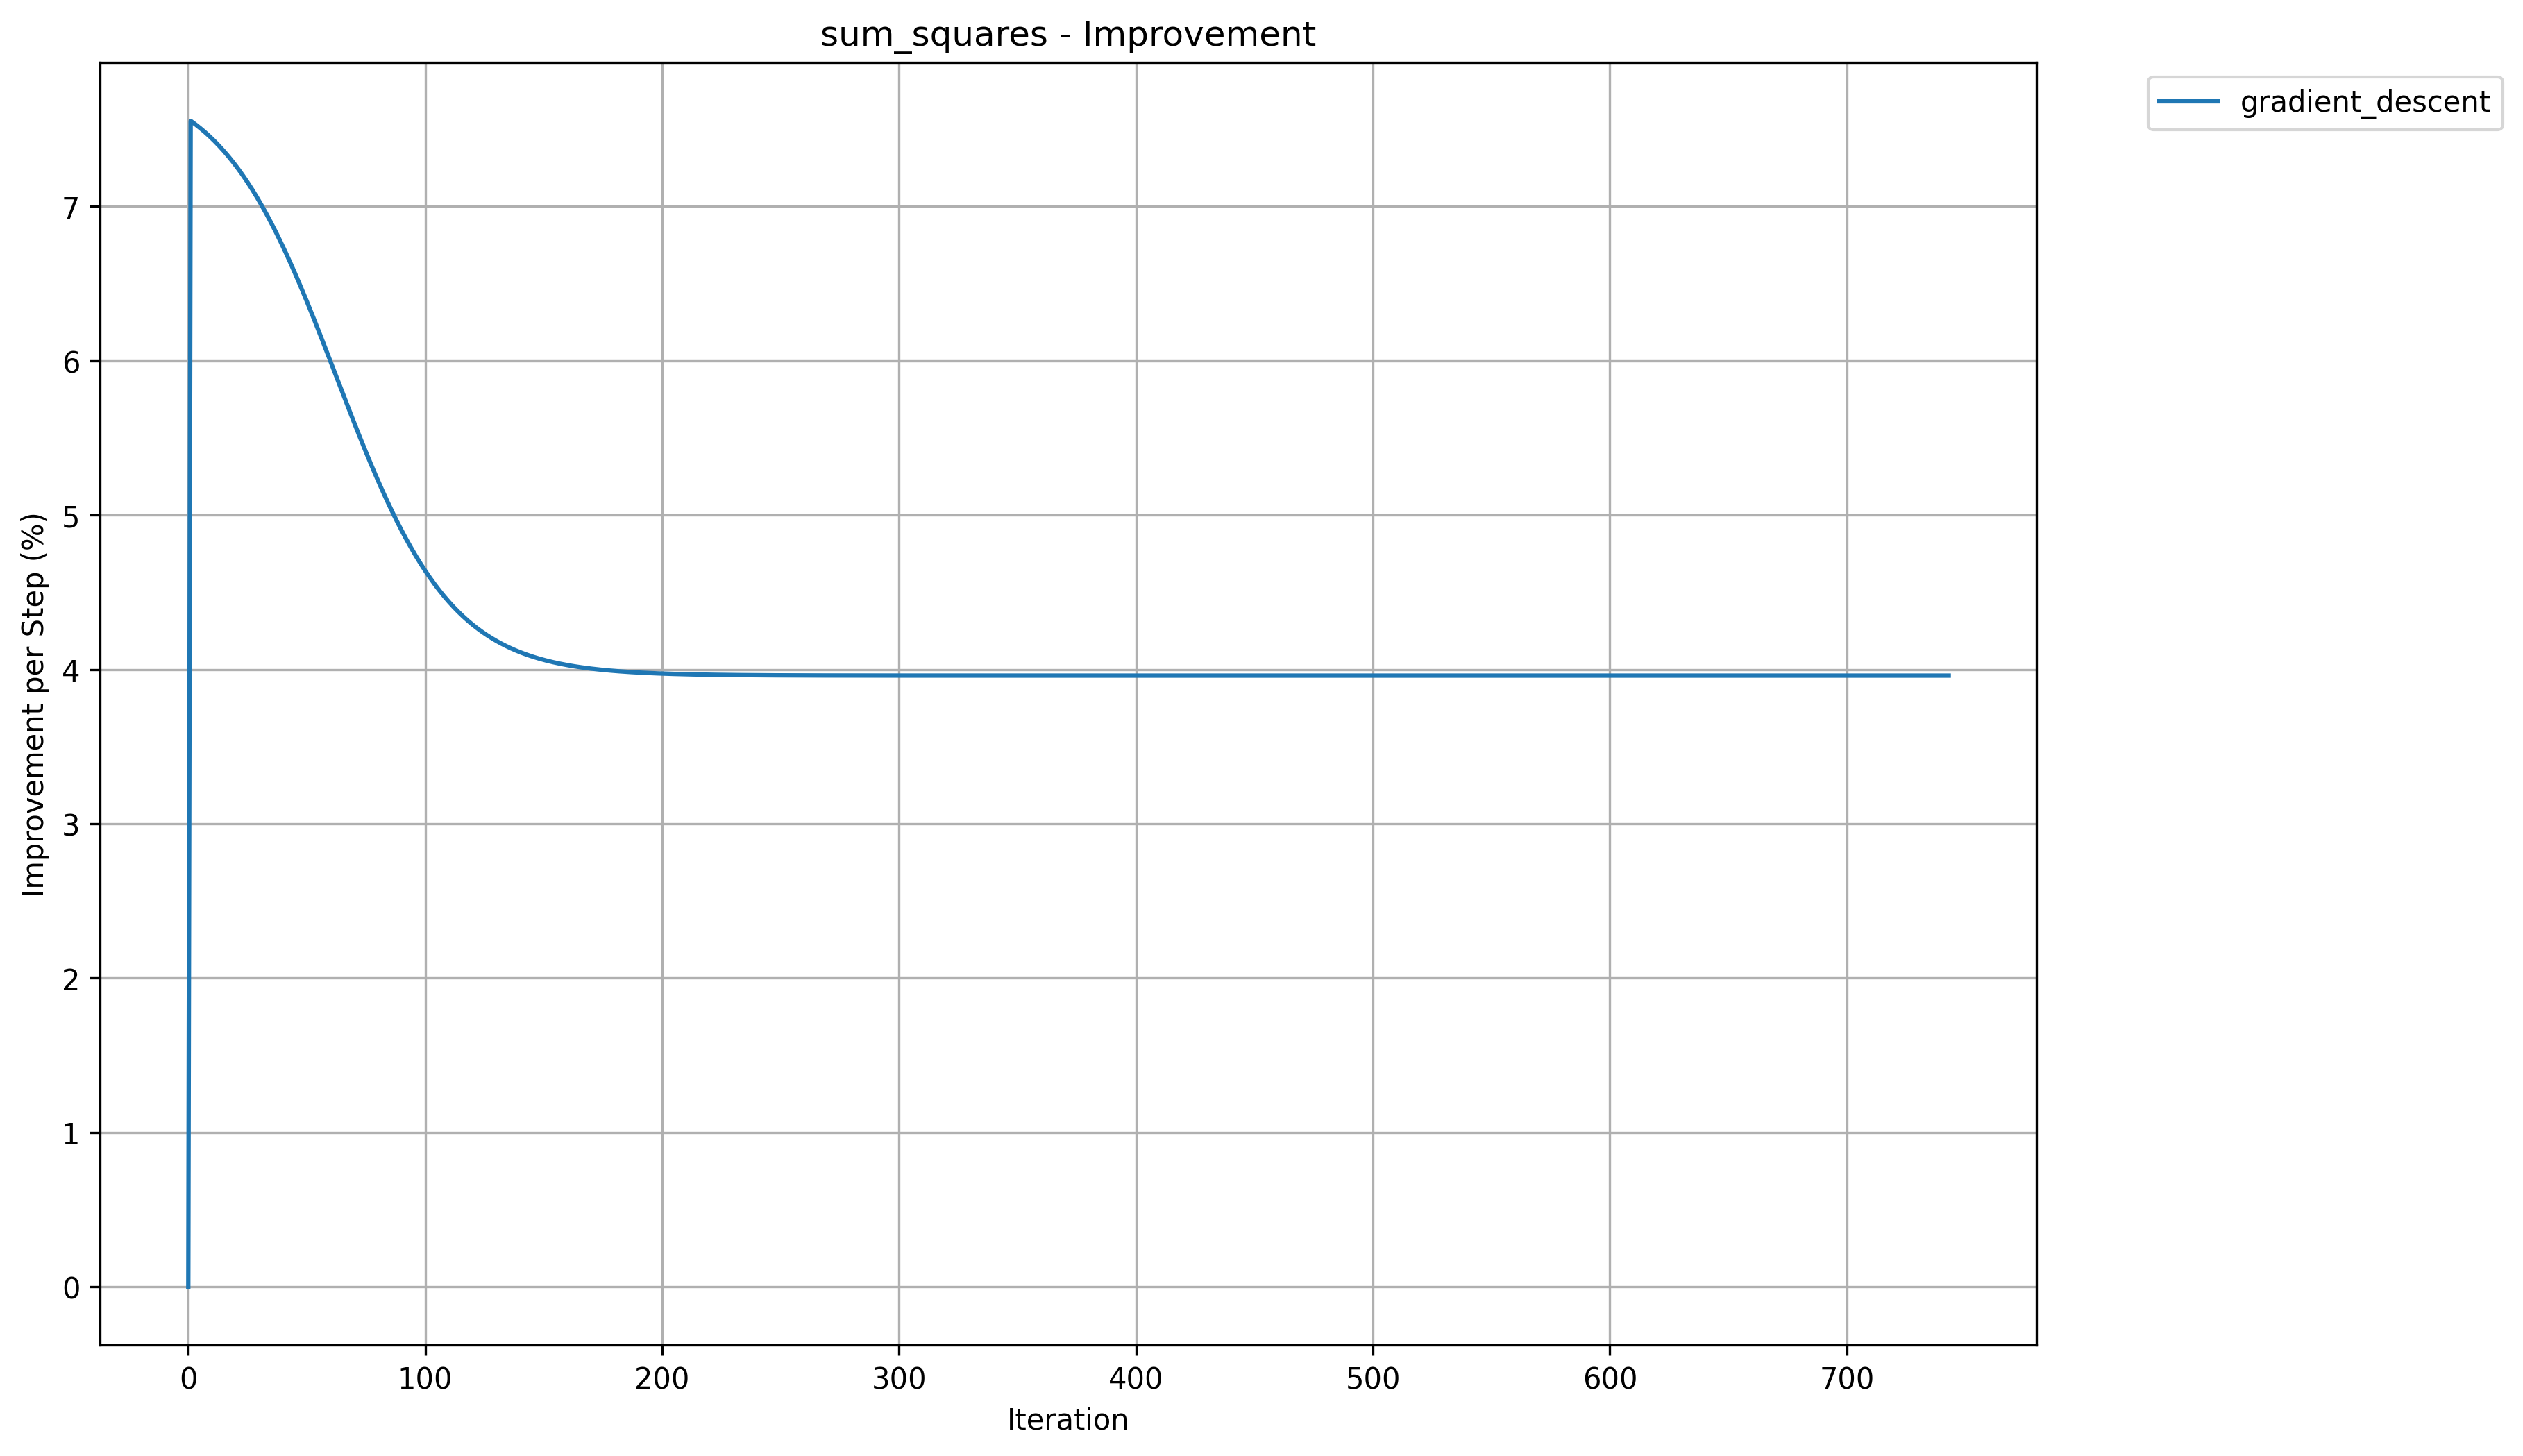 sum_squares - Improvement
gradient_descent
Improvement per Step (%)
7
6
5
4
3
2
1
0
0 100 200 300 400 500 600 700
Iteration